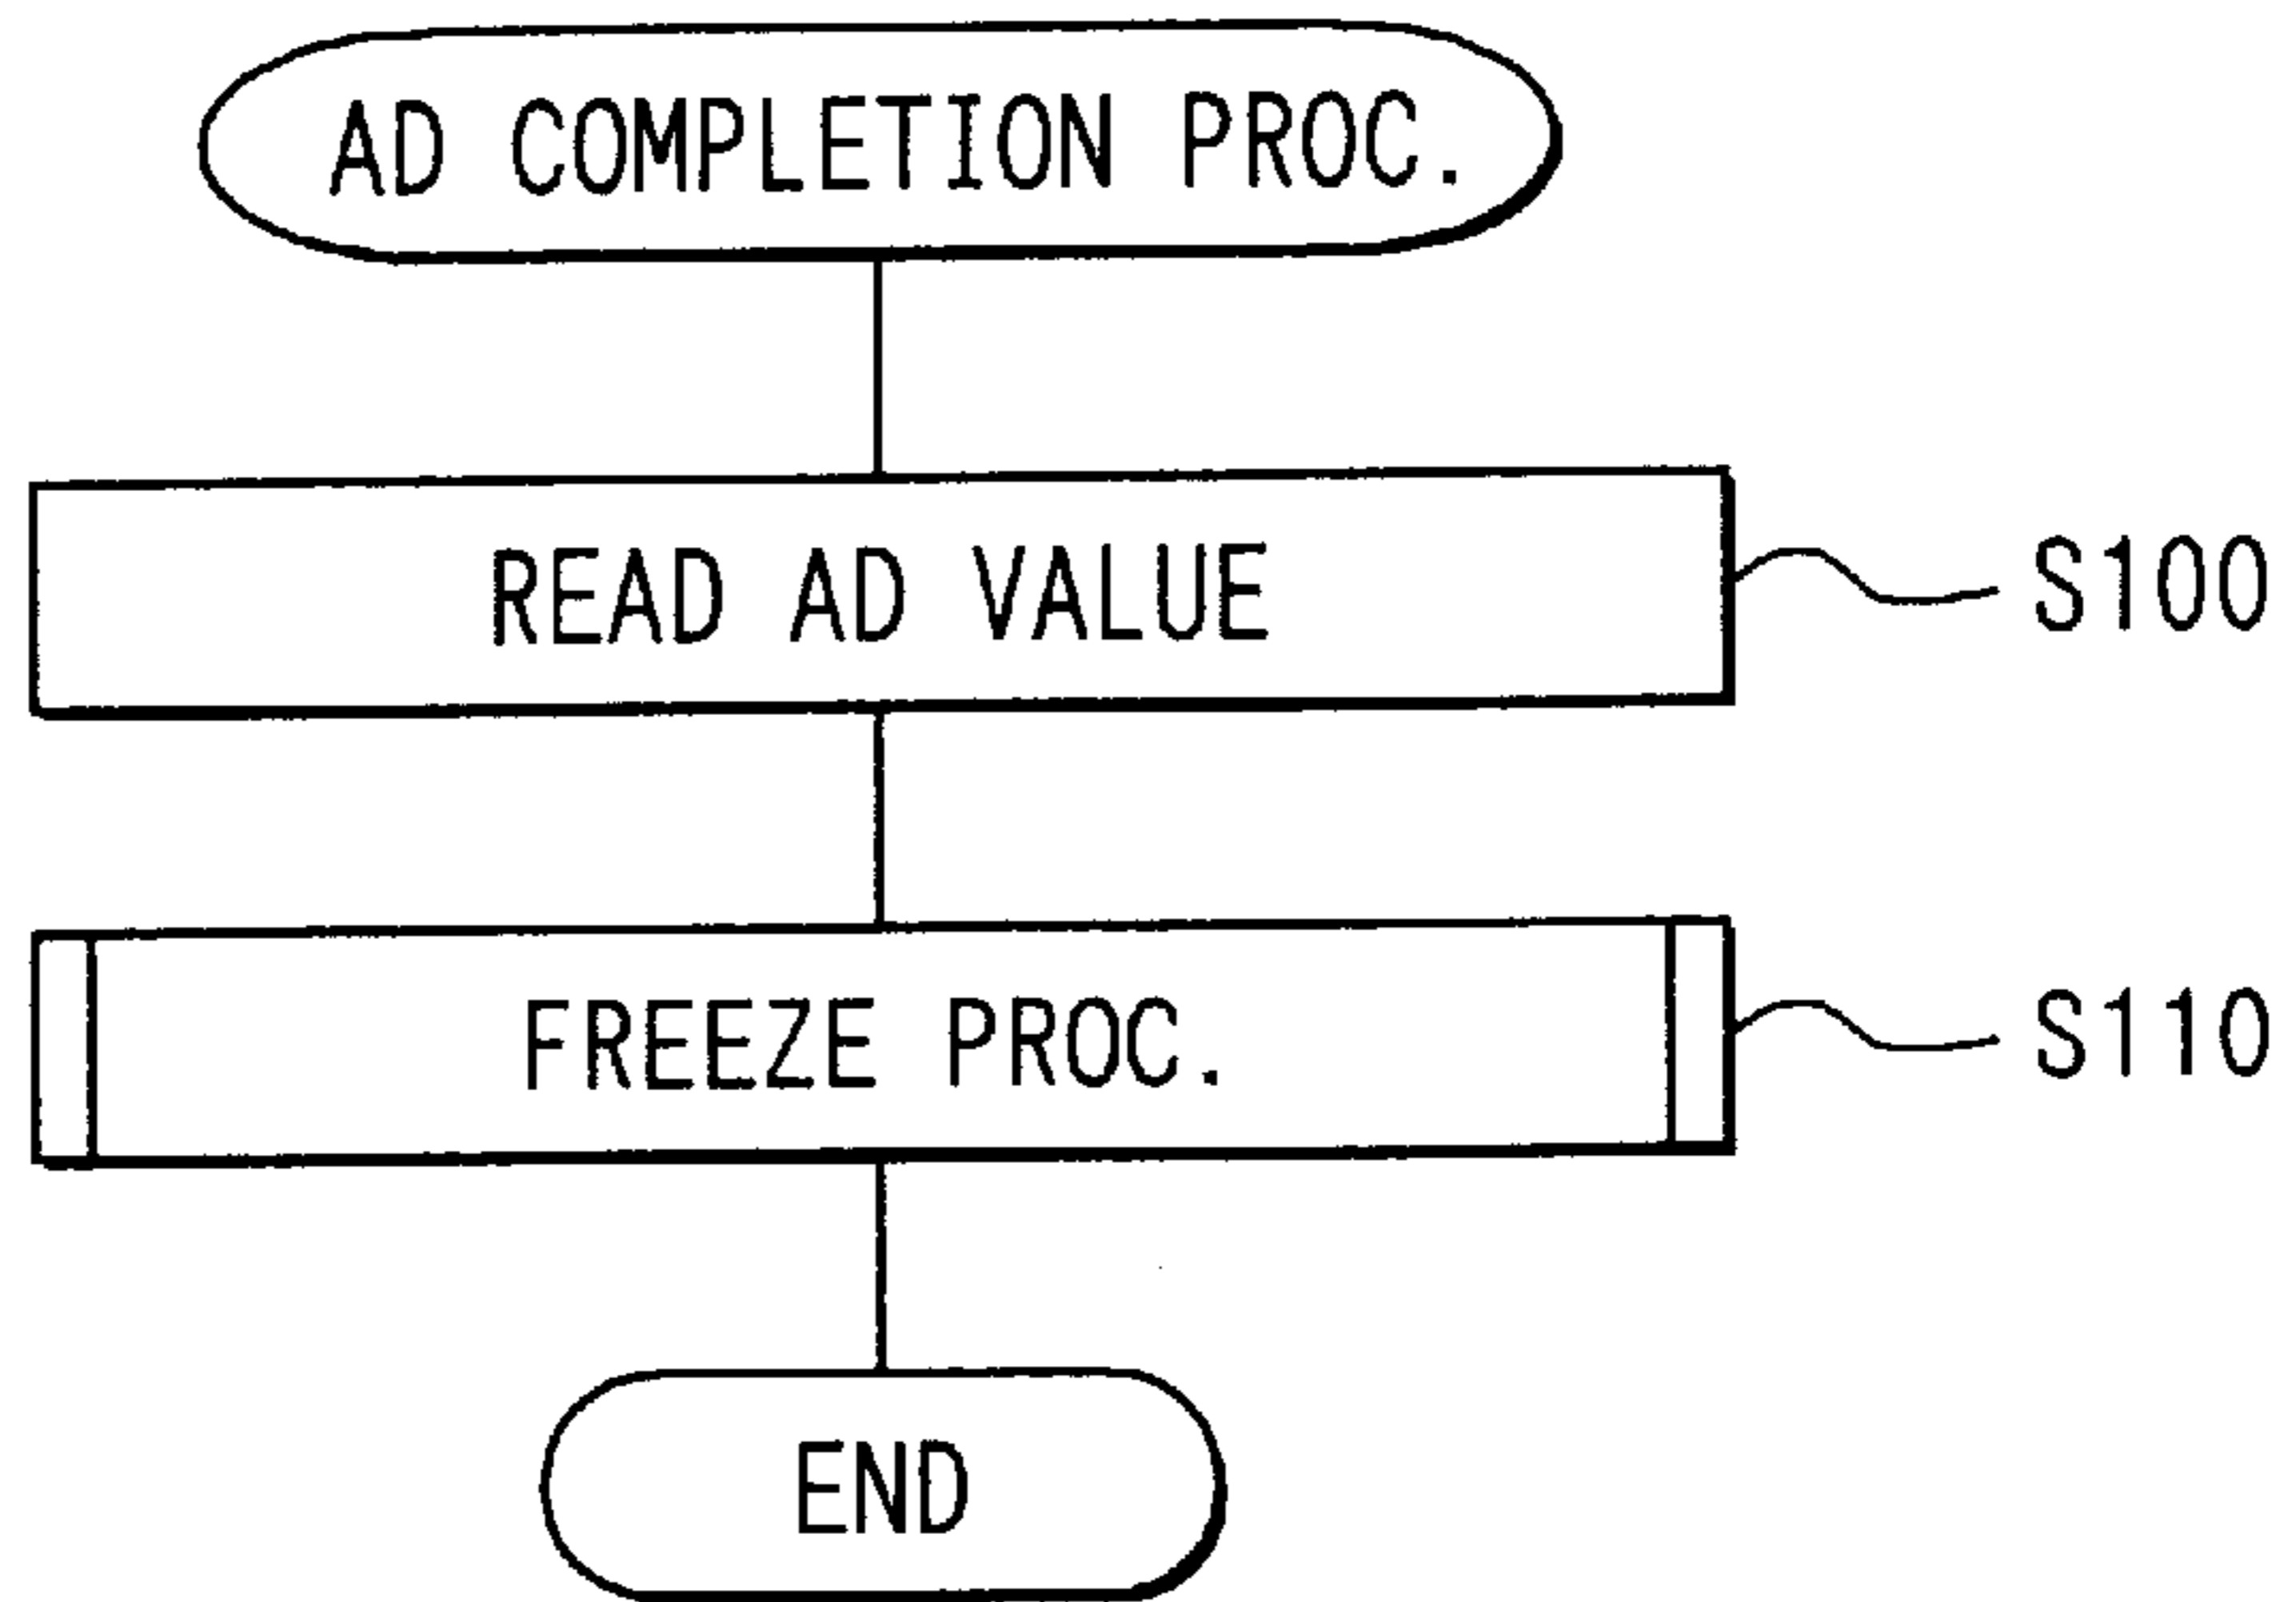 AD COMPLETION PROC.
READ AD VALUE
S100
FREEZE PROC.
S110
END